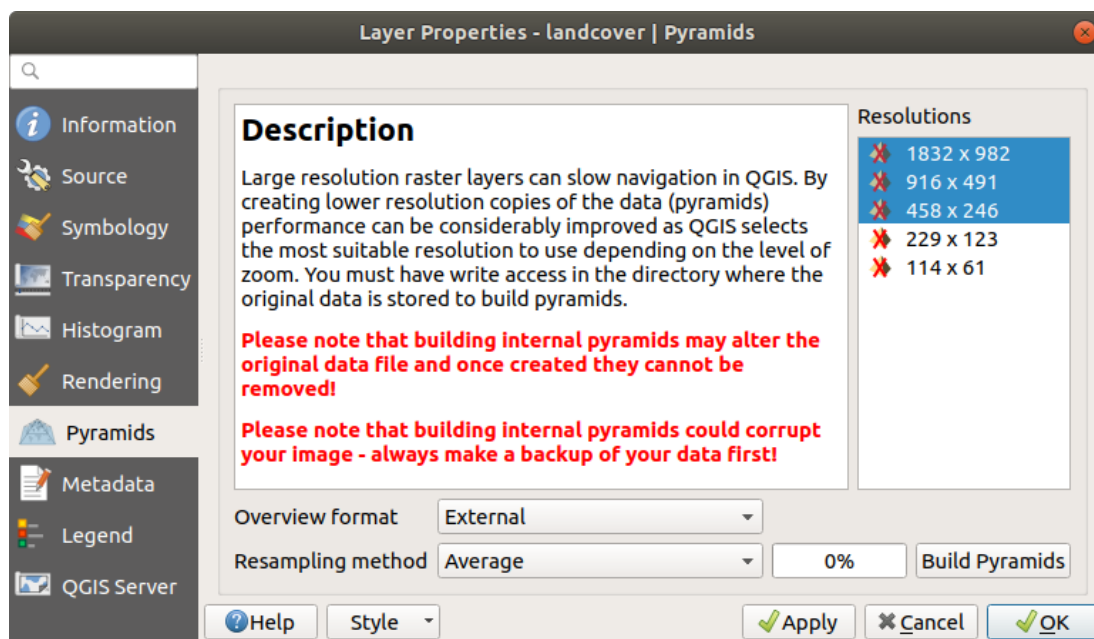 Layer Properties - landcover | Pyramids
Information
Source
Symbology
Transparency
Histogram
Rendering
Pyramids
Metadata
Legend
QGIS Server
Description
Large resolution raster layers can slow navigation in QGIS. By
creating lower resolution copies of the data (pyramids)
performance can be considerably improved as QGIS selects
the most suitable resolution to use depending on the level of
zoom. You must have write access in the directory where the
original data is stored to build pyramids.
Please note that building internal pyramids may alter the
original data file and once created they cannot be
removed!
Please note that building internal pyramids could corrupt
your image - always make a backup of your data first!
Resolutions
1832 x 982
916 x 491
458 x 246
229 x 123
114 x 61
Overview format External
Resampling method Average 0% Build Pyramids
Help Style Apply Cancel OK